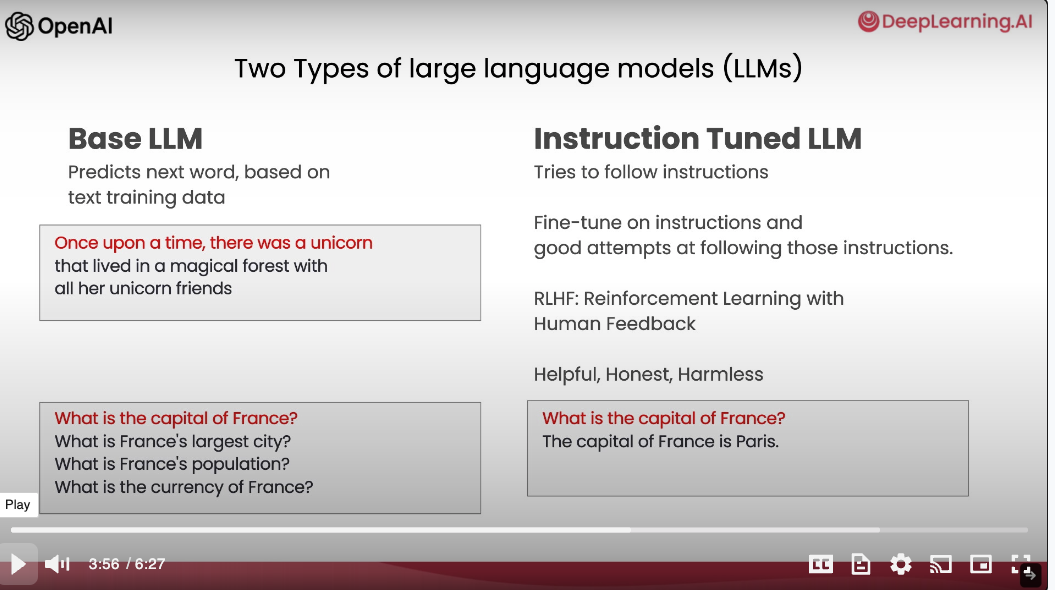 OpenAI
DeepLearning.AI
Two Types of large language models (LLMs)
Base LLM
Predicts next word, based on
text training data
Once upon a time, there was a unicorn
that lived in a magical forest with
all her unicorn friends
What is the capital of France?
What is France's largest city?
What is France's population?
What is the currency of France?
Instruction Tuned LLM
Tries to follow instructions
Fine-tune on instructions and
good attempts at following those instructions.
RLHF: Reinforcement Learning with
Human Feedback
Helpful, Honest, Harmless
What is the capital of France?
The capital of France is Paris.
Play
3:56 / 6:27
CC